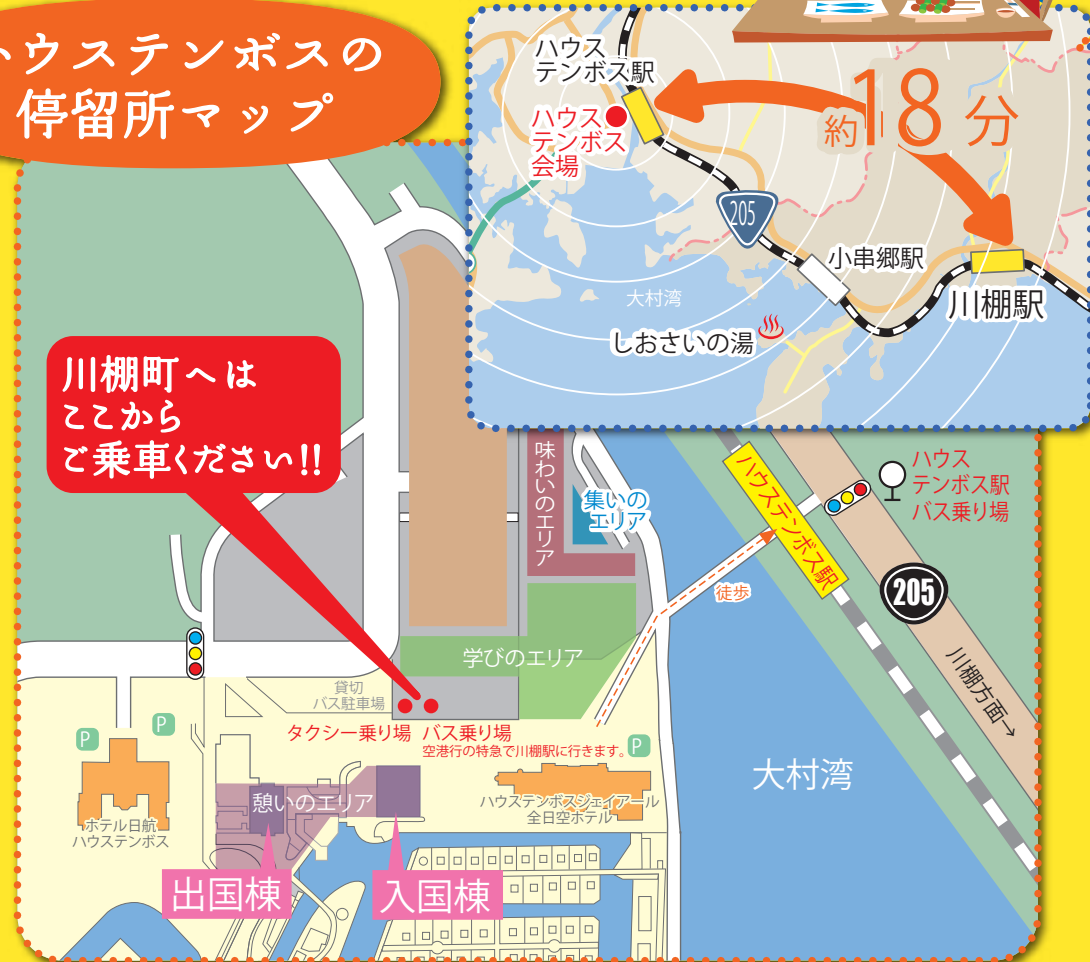 ハウステンボスの
停留所マップ
ハウス
テンボス駅
ハウス
テンボス
会場
約18分
205
小串郷駅
川棚駅
大村湾
しおさいの湯
川棚町へは
ここから
ご乗車ください!!
味わいのエリア
集いの
エリア
ハウステンボス駅
ハウス
テンボス駅
バス乗り場
205
徒歩
川棚方面→
学びのエリア
貸切
バス駐車場
タクシー乗り場
バス乗り場
空港行の特急で川棚駅に行きます。
P
P
P
大村湾
憩いのエリア
ホテル日航
ハウステンボス
ハウステンボスジェイアール
全日空ホテル
出国棟
入国棟